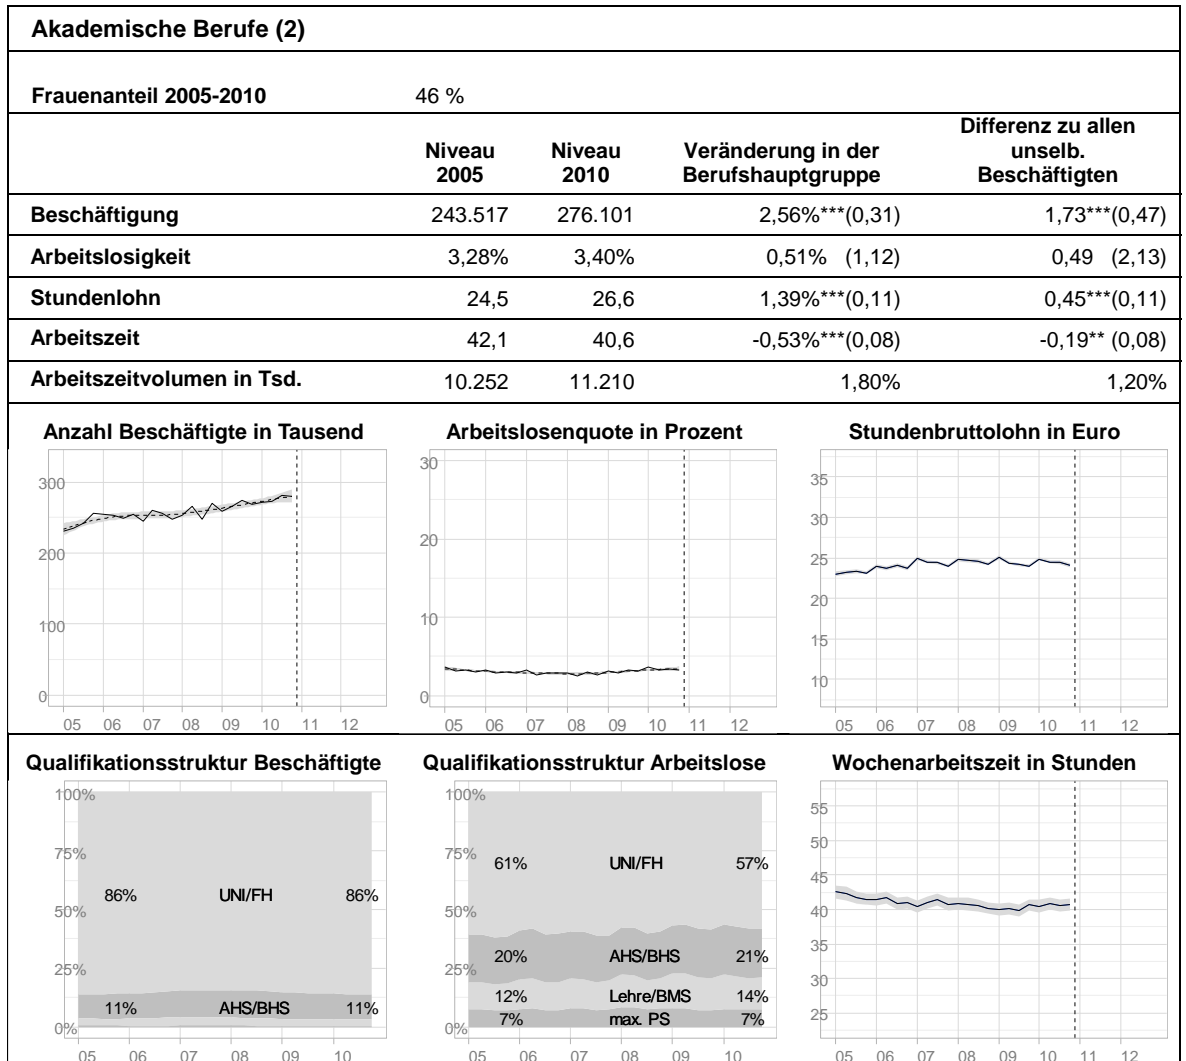 Akademische Berufe (2)
Frauenanteil 2005-2010 46 %
Differenz zu allen
Niveau Niveau Veränderung in der unselb.
2005 2010 Berufshauptgruppe Beschäftigten
Beschäftigung 243.517 276.101 2,56%***(0,31) 1,73***(0,47)
Arbeitslosigkeit 3,28% 3,40% 0,51% (1,12) 0,49 (2,13)
Stundenlohn 24,5 26,6 1,39%***(0,11) 0,45***(0,11)
Arbeitszeit 42,1 40,6 -0,53%***(0,08) -0,19** (0,08)
Arbeitszeitvolumen in Tsd. 10.252 11.210 1,80% 1,20%
Anzahl Beschäftigte in Tausend
300
200
100
0
05 06 07 08 09 10 11 12
Arbeitslosenquote in Prozent
30
20
10
0
05 06 07 08 09 10 11 12
Stundenbruttolohn in Euro
35
30
25
20
15
10
05 06 07 08 09 10 11 12
Qualifikationsstruktur Beschäftigte
100%
75%
86% UNI/FH 86%
50%
25%
11% AHS/BHS 11%
0%
05 06 07 08 09 10
Qualifikationsstruktur Arbeitslose
100%
75%
61% UNI/FH 57%
50%
20% AHS/BHS 21%
25%
12% Lehre/BMS 14%
7% max. PS 7%
0%
05 06 07 08 09 10
Wochenarbeitszeit in Stunden
55
50
45
40
35
30
25
05 06 07 08 09 10 11 12